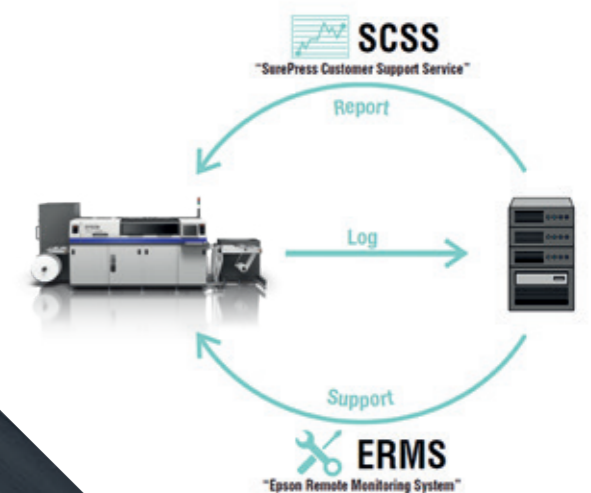 SCSS
“SurePress Customer Support Service”
Report
Log
Support
ERMS
“Epson Remote Monitoring System”